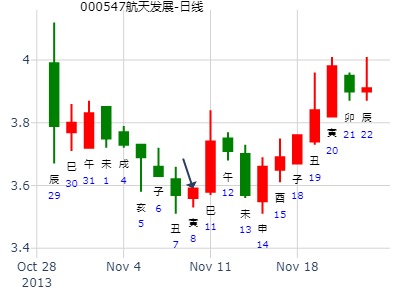 000547航天发展-日线
4
3.8
3.6
3.4
辰
29
巳
30
午
31
未
1
戌
4
亥
5
子
6
丑
7
寅
8
巳
11
午
12
未
13
申
14
酉
15
子
18
丑
19
寅
20
卯
21
辰
22
Oct 28
2013
Nov 4
Nov 11
Nov 18